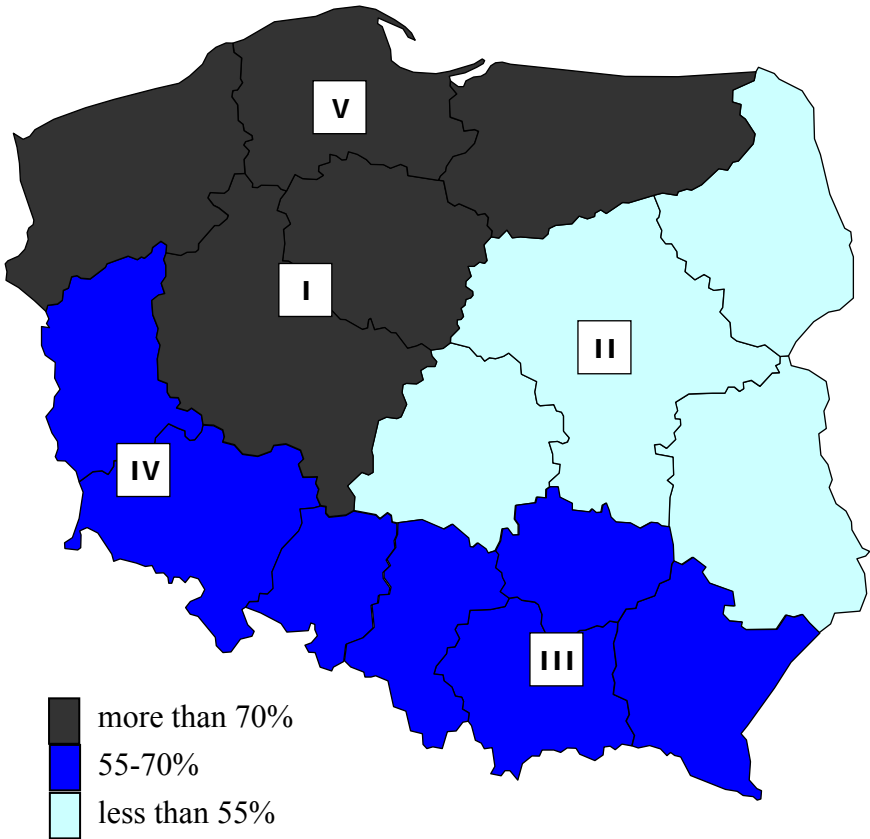 V
I
II
IV
III
more than 70%
55-70%
less than 55%